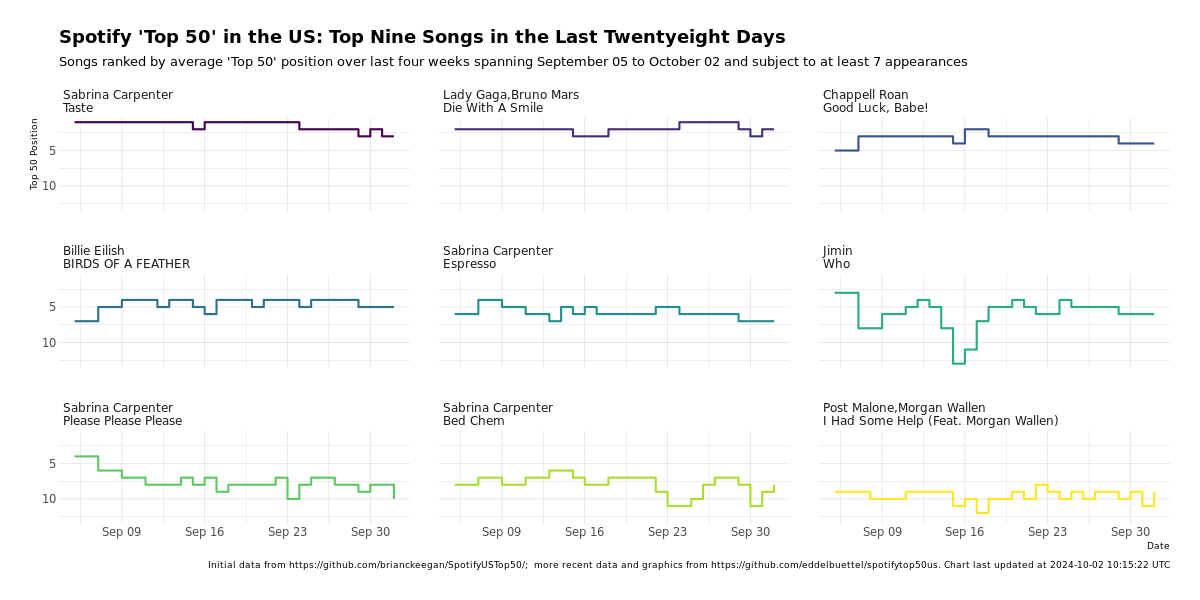 Spotify 'Top 50' in the US: Top Nine Songs in the Last Twentyeight Days
Songs ranked by average 'Top 50' position over last four weeks spanning September 05 to October 02 and subject to at least 7 appearances
Sabrina Carpenter
Taste
Lady Gaga,Bruno Mars
Die With A Smile
Chappell Roan
Good Luck, Babe!
Top 50 Position
5
10
Billie Eilish
BIRDS OF A FEATHER
Sabrina Carpenter
Espresso
Jimin
Who
5
10
Sabrina Carpenter
Please Please Please
Sabrina Carpenter
Bed Chem
Post Malone,Morgan Wallen
I Had Some Help (Feat. Morgan Wallen)
5
10
Sep 09 Sep 16 Sep 23 Sep 30
Sep 09 Sep 16 Sep 23 Sep 30
Sep 09 Sep 16 Sep 23 Sep 30
Date
Initial data from https://github.com/brianckeegan/SpotifyUSTop50/;  more recent data and graphics from https://github.com/eddelbuettel/spotifytop50us. Chart last updated at 2024-10-02 10:15:22 UTC